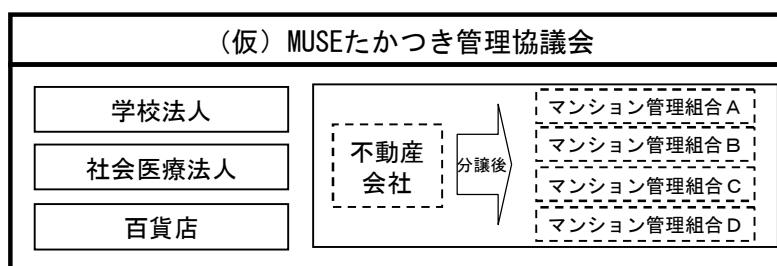 （仮）MUSEたかつき管理協議会
学校法人
社会医療法人
百貨店
不動産
会社
分譲後
マンション管理組合A
マンション管理組合B
マンション管理組合C
マンション管理組合D